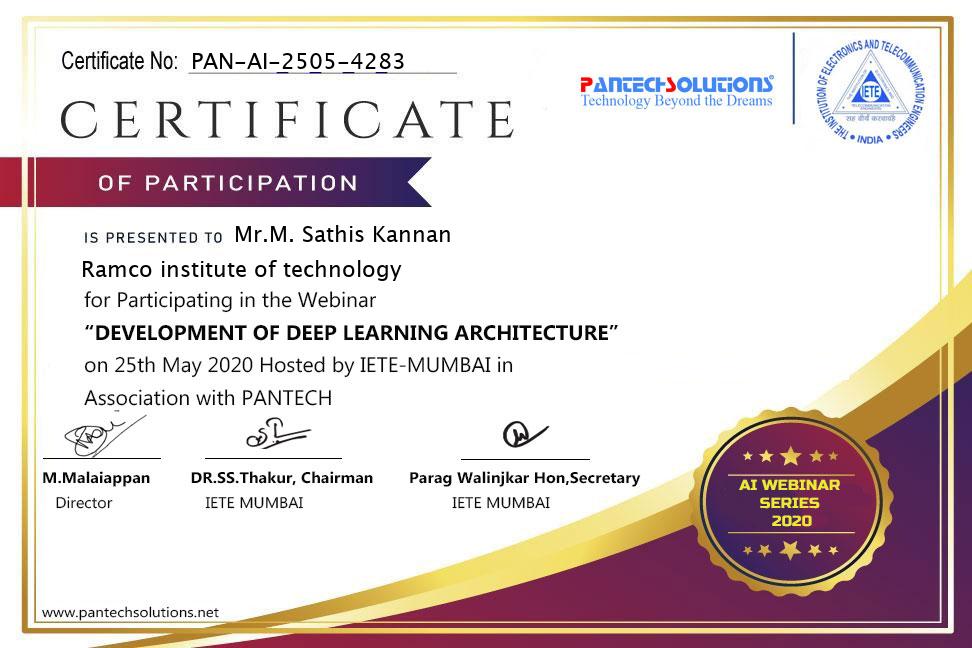 Certificate No: PAN-AI-2505-4283
PANTECHSOLUTIONS®
Technology Beyond the Dreams
THE INSTITUTION OF ELECTRONICS AND TELECOMMUNICATION ENGINEERS
IETE
INDIA
CERTIFICATE
OF PARTICIPATION
IS PRESENTED TO Mr.M. Sathis Kannan
Ramco institute of technology
for Participating in the Webinar
“DEVELOPMENT OF DEEP LEARNING ARCHITECTURE”
on 25th May 2020 Hosted by IETE-MUMBAI in
Association with PANTECH
M.Malaiappan
Director
DR.SS.Thakur, Chairman
IETE MUMBAI
Parag Walinjkar Hon,Secretary
IETE MUMBAI
AI WEBINAR
SERIES
2020
www.pantechsolutions.net